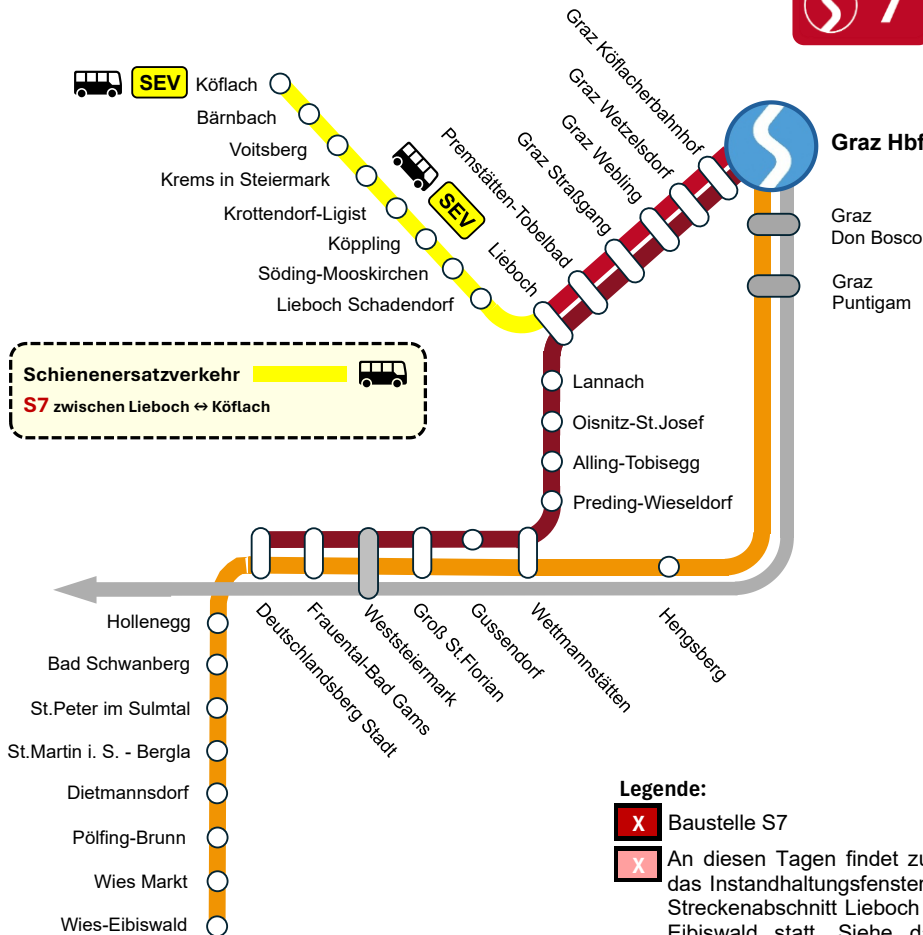 7
Graz Köflacherbahnhof
Graz Wetzelsdorf
Graz Webling
Graz Straßgang
Premstätten-Tobelbad
Lieboch
SEV
Köflach
Bärnbach
Voitsberg
Krems in Steiermark
Krottendorf-Ligist
Köppling
Söding-Mooskirchen
Lieboch Schadendorf
SEV
Graz Hbf
Graz
Don Bosco
Graz
Puntigam
Schienenersatzverkehr
S7 zwischen Lieboch ↔ Köflach
Lannach
Oisnitz-St.Josef
Alling-Tobisegg
Preding-Wieseldorf
Deutschlandsberg Stadt
Frauental-Bad Gams
Weststeiermark
Groß St.Florian
Gussendorf
Wettmannstätten
Hengsberg
Hollenegg
Bad Schwanberg
St.Peter im Sulmtal
St.Martin i. S. - Bergla
Dietmannsdorf
Pölfing-Brunn
Wies Markt
Wies-Eibiswald
Legende:
X Baustelle S7
X An diesen Tagen findet zu
das Instandhaltungsfenster
Streckenabschnitt Lieboch
Eibiswald statt. Siehe d